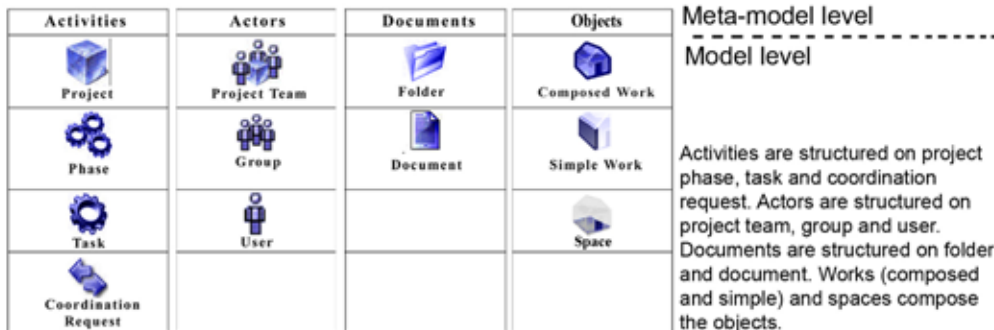 Activities Actors Documents Objects
Meta-model level
Model level
Project Project Team Folder Composed Work
Phase Group Document Simple Work
Task User Space
Coordination
Request
Activities are structured on project
phase, task and coordination
request. Actors are structured on
project team, group and user.
Documents are structured on folder
and document. Works (composed
and simple) and spaces compose
the objects.